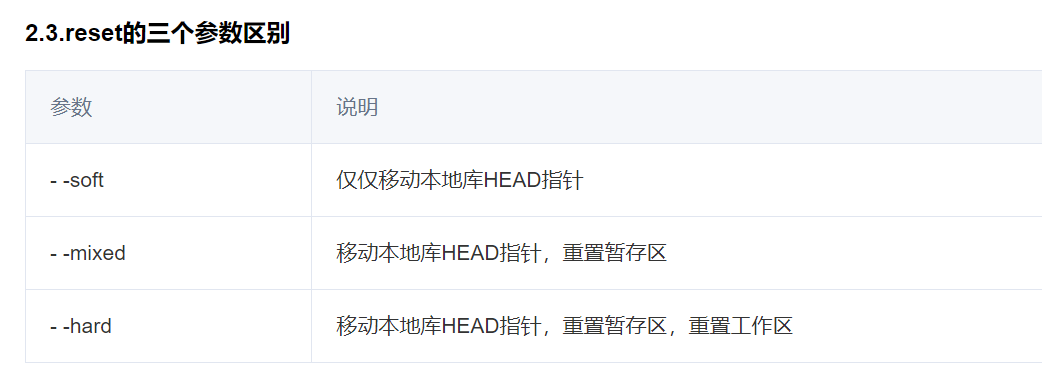 2.3.reset的三个参数区别
参数 说明
- -soft 仅仅移动本地库HEAD指针
- -mixed 移动本地库HEAD指针，重置暂存区
- -hard 移动本地库HEAD指针，重置暂存区，重置工作区